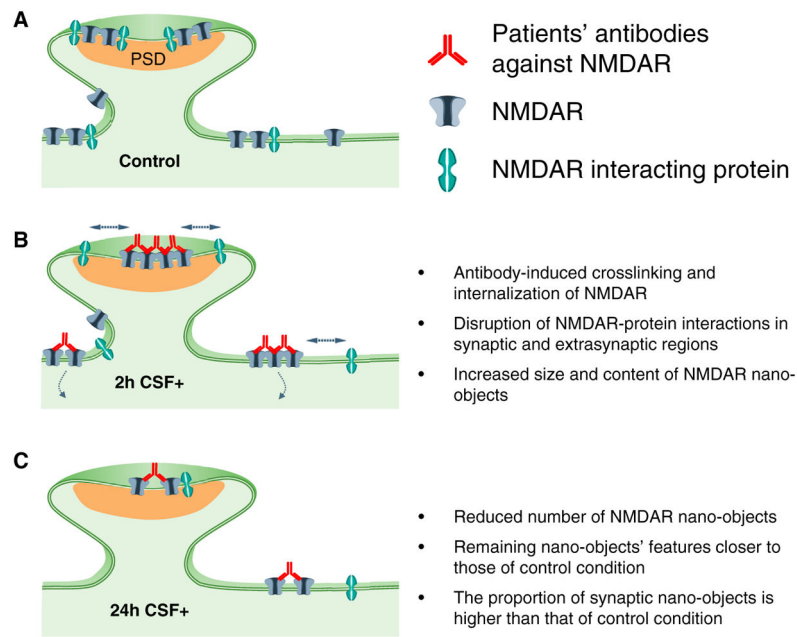 A
PSD
Control
Patients' antibodies
against NMDAR
NMDAR
NMDAR interacting protein
B
2h CSF+
• Antibody-induced crosslinking and
internalization of NMDAR
• Disruption of NMDAR-protein interactions in
synaptic and extrasynaptic regions
• Increased size and content of NMDAR nano-
objects
C
24h CSF+
• Reduced number of NMDAR nano-objects
• Remaining nano-objects' features closer to
those of control condition
• The proportion of synaptic nano-objects is
higher than that of control condition